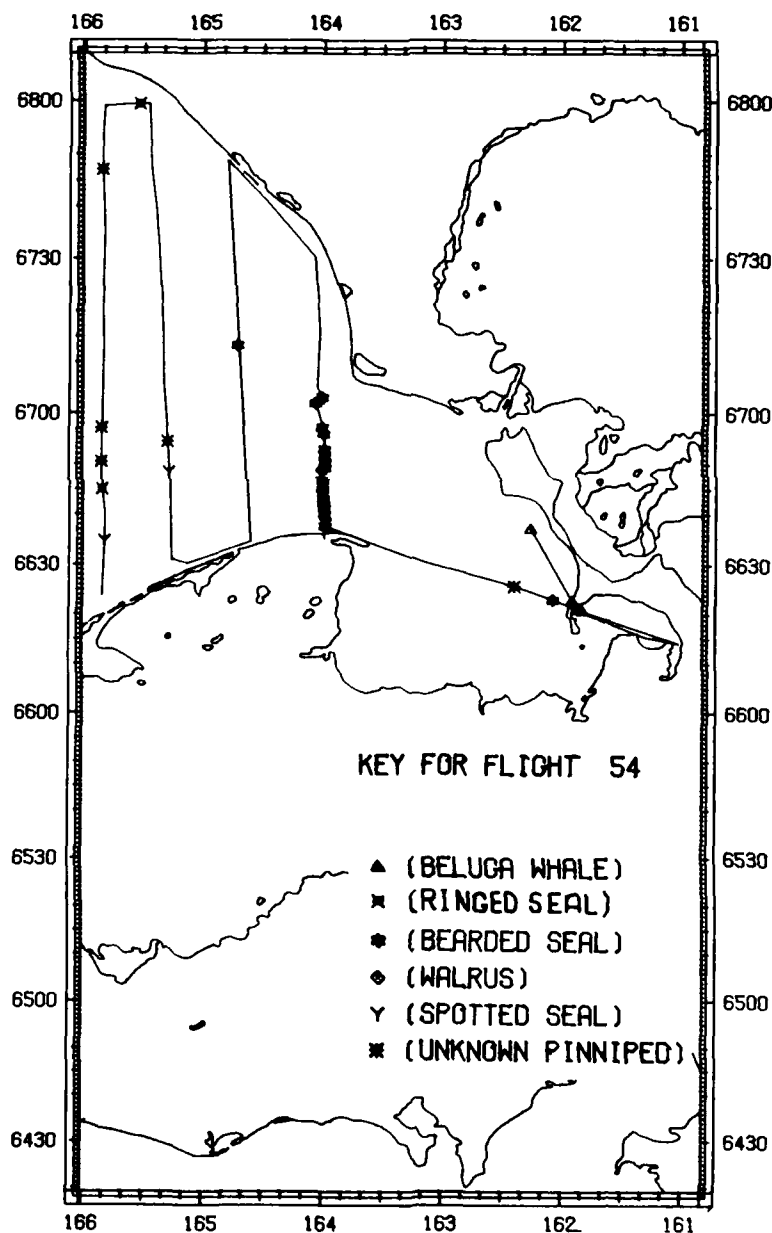 166 165 164 163 162 161
6800 6800
6730 6730
6700 6700
6630 6630
6600 6600
KEY FOR FLIGHT 54
6530 6530
(BELUGA WHALE)
(RINGED SEAL)
(BEARDED SEAL)
(WALRUS)
6500 6500
(SPOTTED SEAL)
(UNKNOWN PINNIPED)
6430 6430
166 165 164 163 162 161